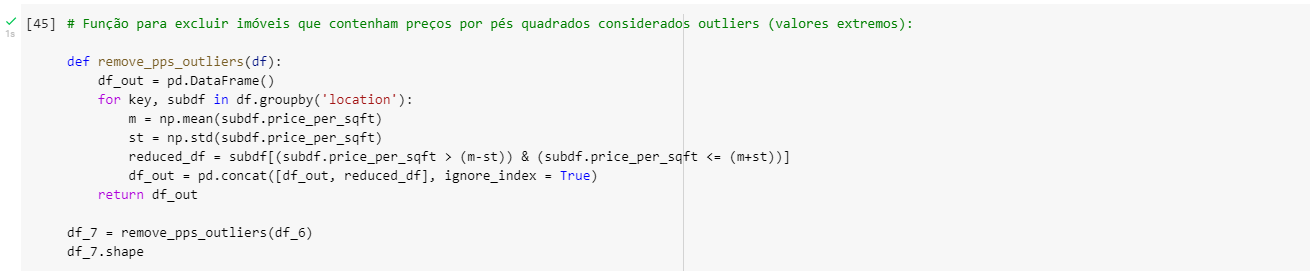 [45] # Função para excluir imóveis que contenham preços por pés quadrados considerados outliers (valores extremos):
1s
def remove_pps_outliers(df):
    df_out = pd.DataFrame()
    for key, subdf in df.groupby('location'):
        m = np.mean(subdf.price_per_sqft)
        st = np.std(subdf.price_per_sqft)
        reduced_df = subdf[(subdf.price_per_sqft > (m-st)) & (subdf.price_per_sqft <= (m+st))]
        df_out = pd.concat([df_out, reduced_df], ignore_index = True)
    return df_out
df_7 = remove_pps_outliers(df_6)
df_7.shape